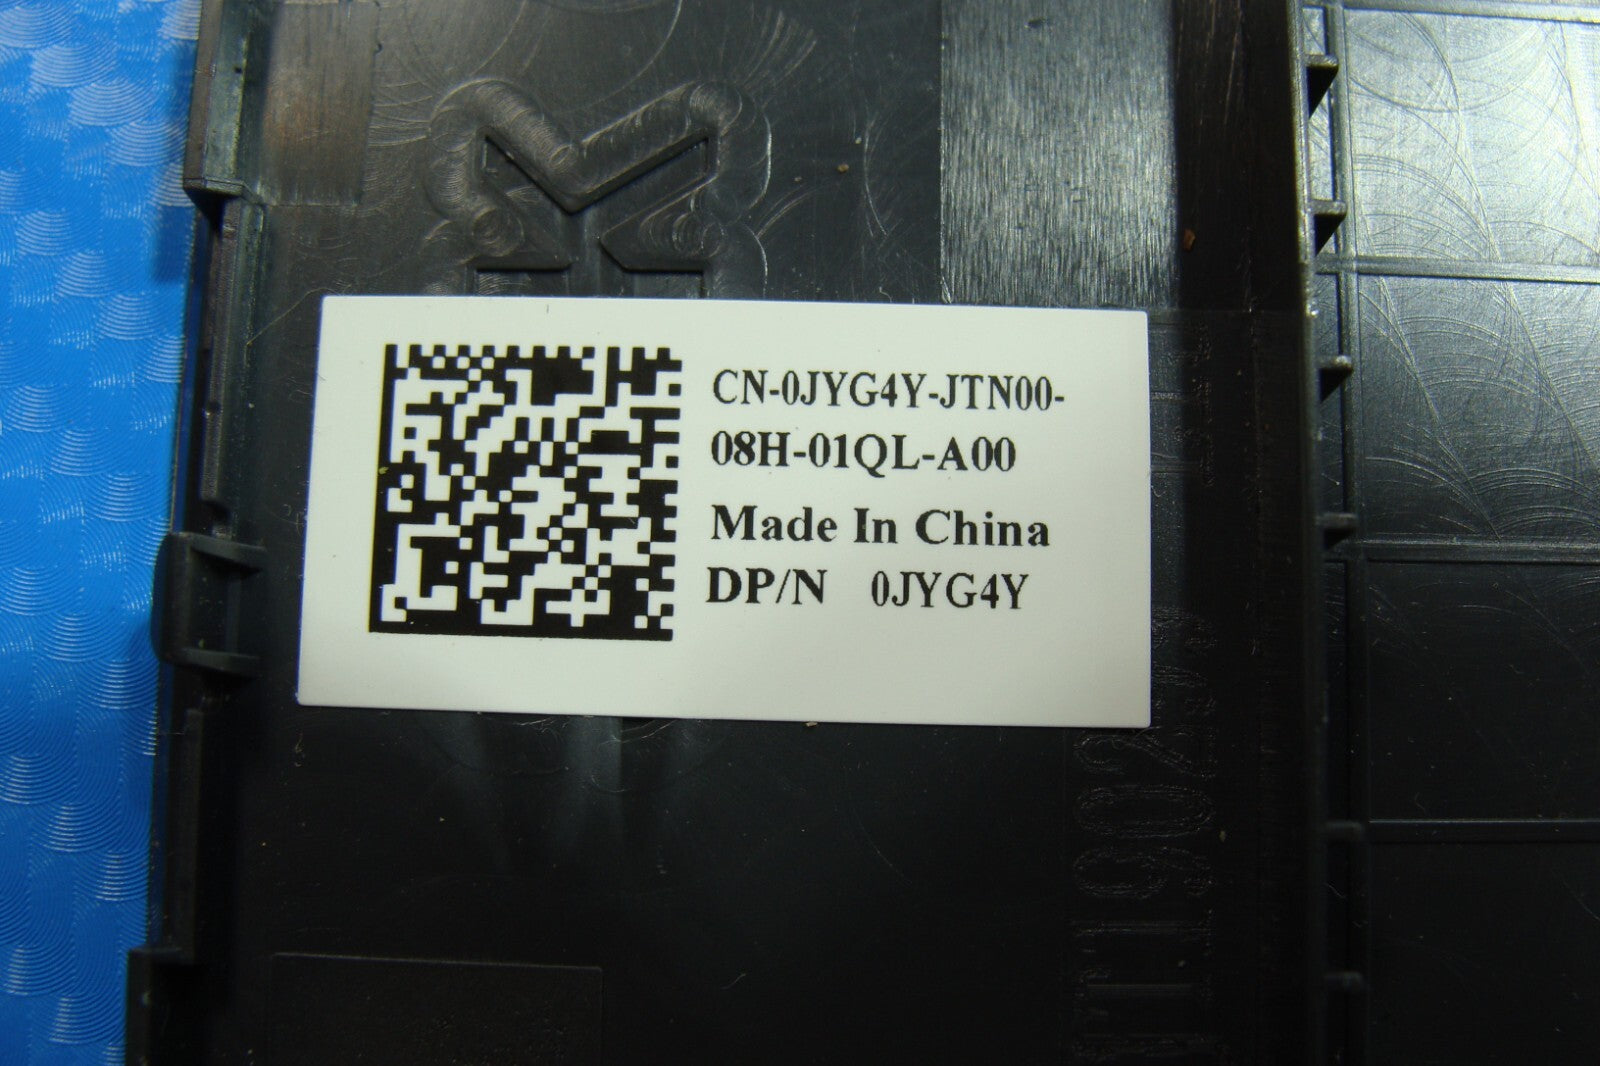 CN-0JYG4Y-JTN00-
08H-01QL-A00
Made In China
DP/N 0JYG4Y